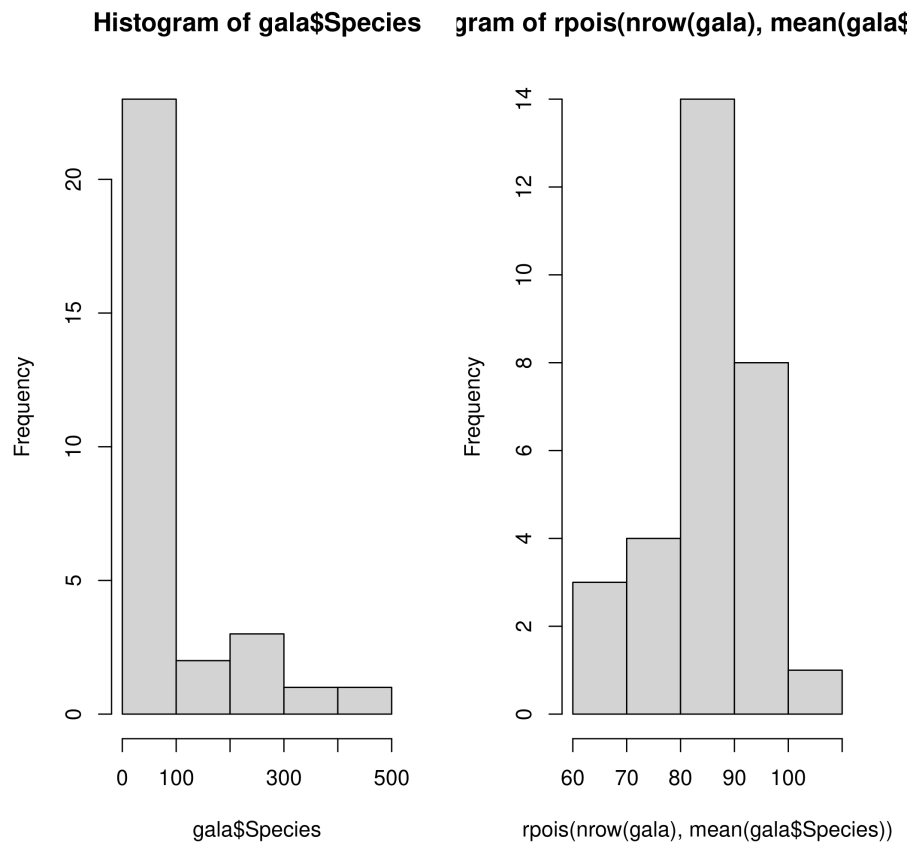 Histogram of gala$Species
gram of rpois(nrow(gala), mean(gala$
Frequency
20
15
10
5
0
0 100 300 500
gala$Species
Frequency
14
12
10
8
6
4
2
0
60 70 80 90 100
rpois(nrow(gala), mean(gala$Species))